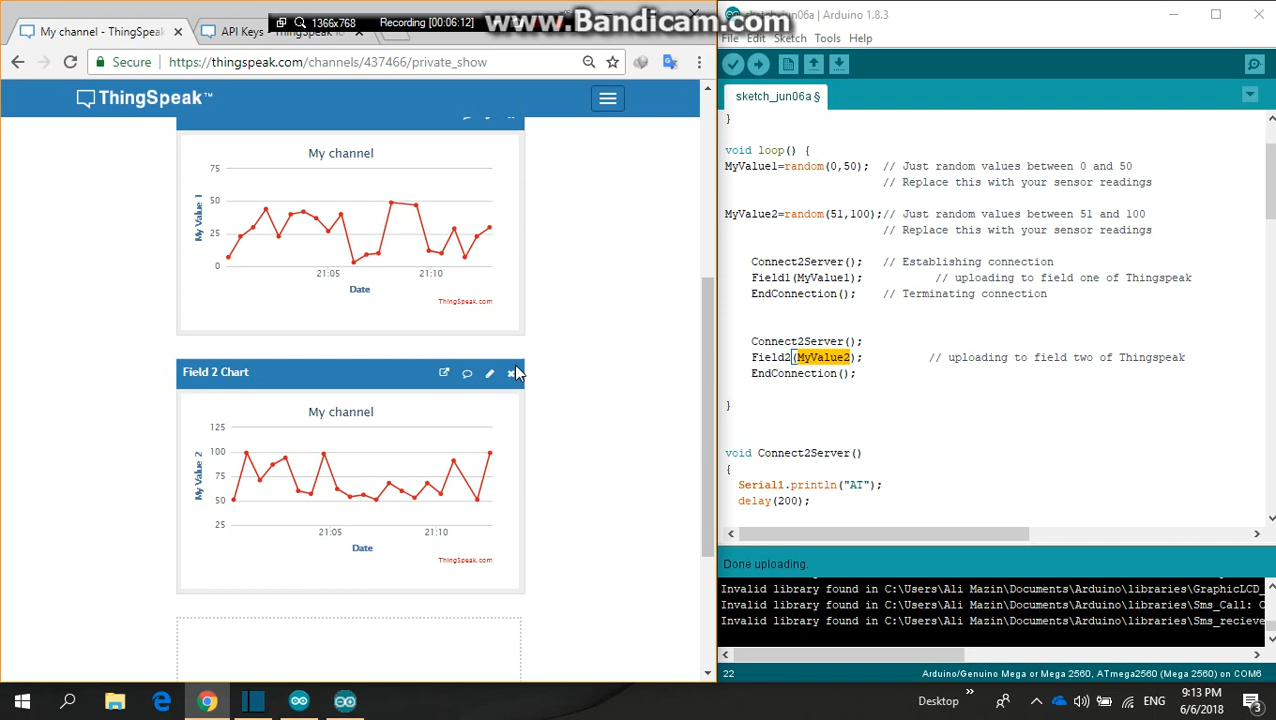 www.Bandicam.com
1366x768
Recording [00:06:12]
My channel - ThingSpeak
API Keys - ThingSpeak Io
Secure
https://thingspeak.com/channels/437466/private_show
ThingSpeak™
My channel
My Value 1
75
50
25
0
21:05
21:10
Date
ThingSpeak.com
Field 2 Chart
My channel
My Value 2
125
100
75
50
25
21:05
21:10
Date
ThingSpeak.com
sketch_jun06a | Arduino 1.8.3
File Edit Sketch Tools Help
sketch_jun06a §
}
void loop() {
MyValue1=random(0,50); // Just random values between 0 and 50
// Replace this with your sensor readings
MyValue2=random(51,100);// Just random values between 51 and 100
// Replace this with your sensor readings
Connect2Server(); // Establishing connection
Field1(MyValue1); // uploading to field one of Thingspeak
EndConnection(); // Terminating connection
Connect2Server();
Field2(MyValue2); // uploading to field two of Thingspeak
EndConnection();
}
void Connect2Server()
{
Serial1.println("AT");
delay(200);
Done uploading.
Invalid library found in C:\Users\Ali Mazin\Documents\Arduino\libraries\GraphicLCD_
Invalid library found in C:\Users\Ali Mazin\Documents\Arduino\libraries\Sms_Call: C
Invalid library found in C:\Users\Ali Mazin\Documents\Arduino\libraries\Sms_recieve
22
Arduino/Genuino Mega or Mega 2560, ATmega2560 (Mega 2560) on COM6
Desktop
ENG
9:13 PM
6/6/2018
3